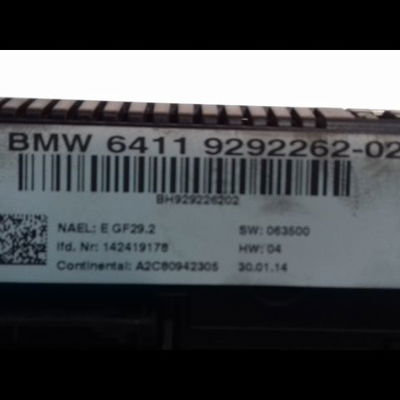 BMW 6411 9292262-02
BH929226202
NAEL: E GF29.2 SW: 063500
lfd. Nr: 142419178 HW: 04
Continental: A2C80942305 30.01.14